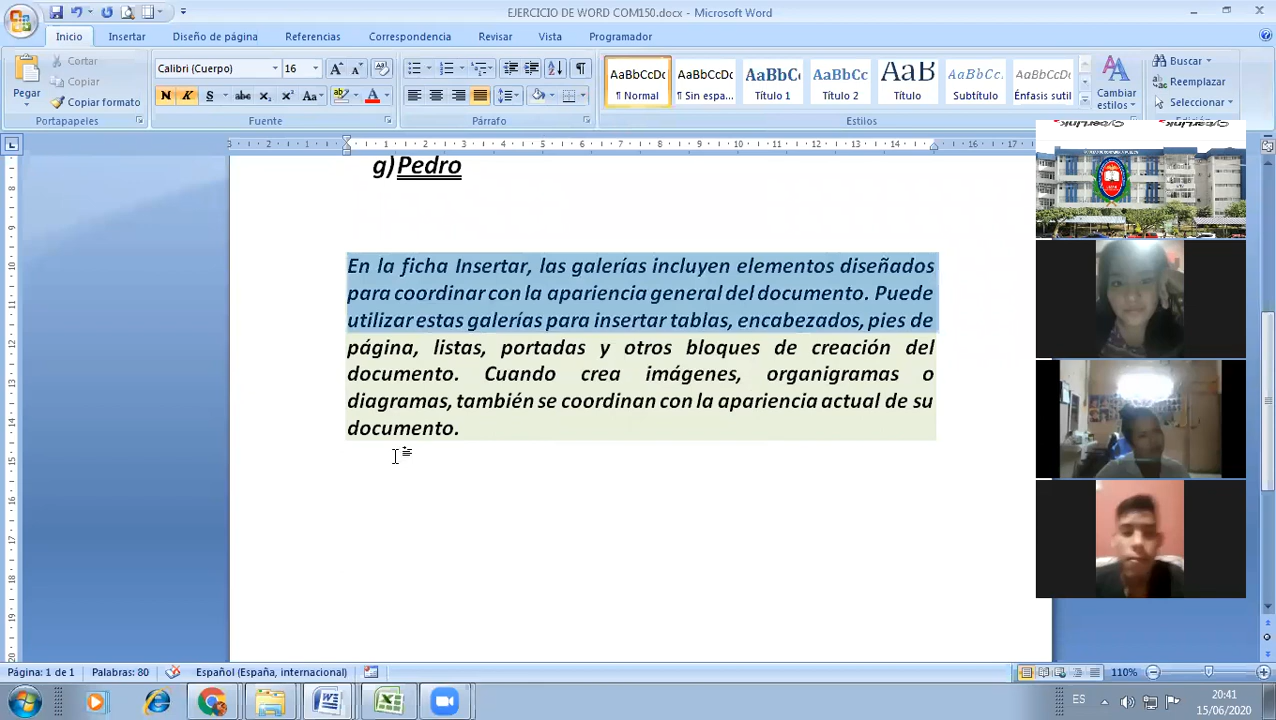 EJERCICIO DE WORD COM150.docx - Microsoft Word
Inicio Insertar Diseño de página Referencias Correspondencia Revisar Vista Programador
Pegar
Cortar
Copiar
Copiar formato
Portapapeles
Calibri (Cuerpo) 16
N K S abc x₂ x² Aa
Fuente
Párrafo
AaBbCcDc
¶ Normal
AaBbCcDc
¶ Sin espa...
AaBbC
Título 1
AaBbCc
Título 2
AaB
Título
AaBbCc.
Subtítulo
AaBbCcDc
Énfasis sutil
Cambiar
estilos
Estilos
Buscar
Reemplazar
Seleccionar
Edición
g) Pedro
En la ficha Insertar, las galerías incluyen elementos diseñados
para coordinar con la apariencia general del documento. Puede
utilizar estas galerías para insertar tablas, encabezados, pies de
página, listas, portadas y otros bloques de creación del
documento. Cuando crea imágenes, organigramas o
diagramas, también se coordinan con la apariencia actual de su
documento.
Página: 1 de 1 Palabras: 80 Español (España, internacional) 110%
ES 20:41
15/06/2020